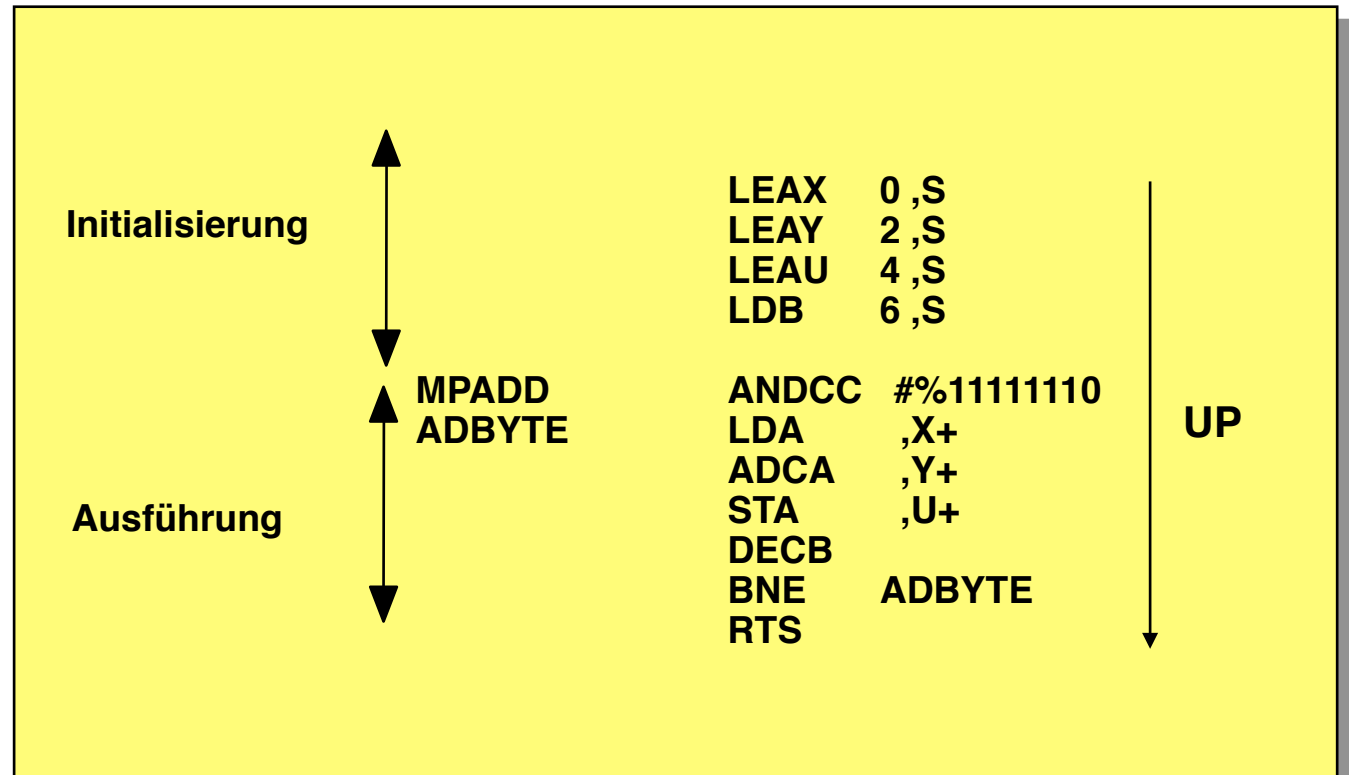 LEAX 0 ,S
Initialisierung LEAY 2 ,S
LEAU 4 ,S
LDB 6 ,S
MPADD ANDCC #%11111110
ADBYTE LDA ,X+ UP
ADCA ,Y+
Ausführung STA ,U+
DECB
BNE ADBYTE
RTS